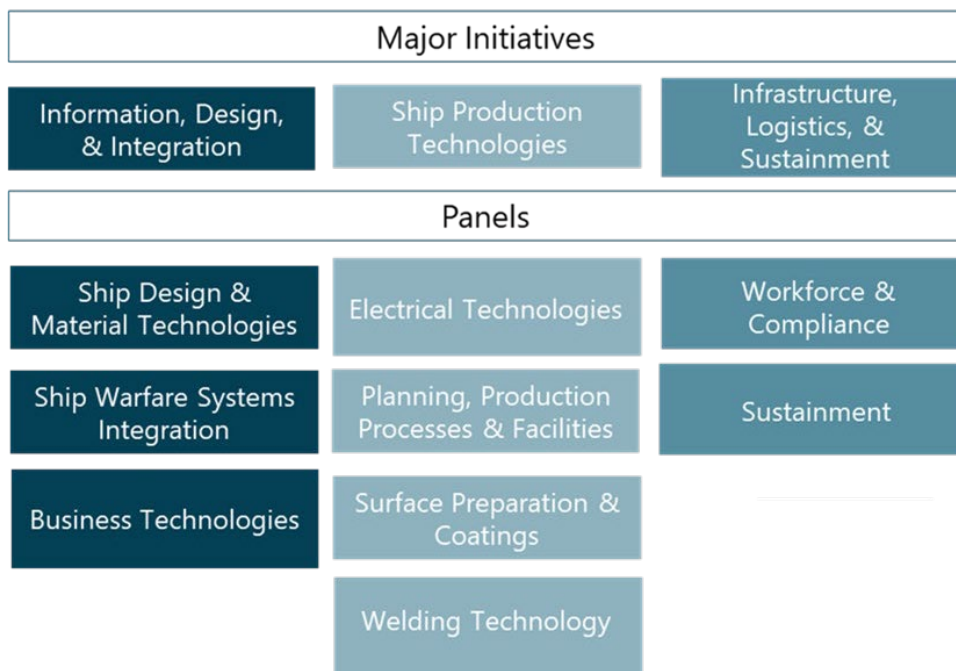 Major Initiatives
Information, Design,
& Integration
Ship Production
Technologies
Infrastructure,
Logistics, &
Sustainment
Panels
Ship Design &
Material Technologies
Electrical Technologies
Workforce &
Compliance
Ship Warfare Systems
Integration
Planning, Production
Processes & Facilities
Sustainment
Business Technologies
Surface Preparation &
Coatings
Welding Technology